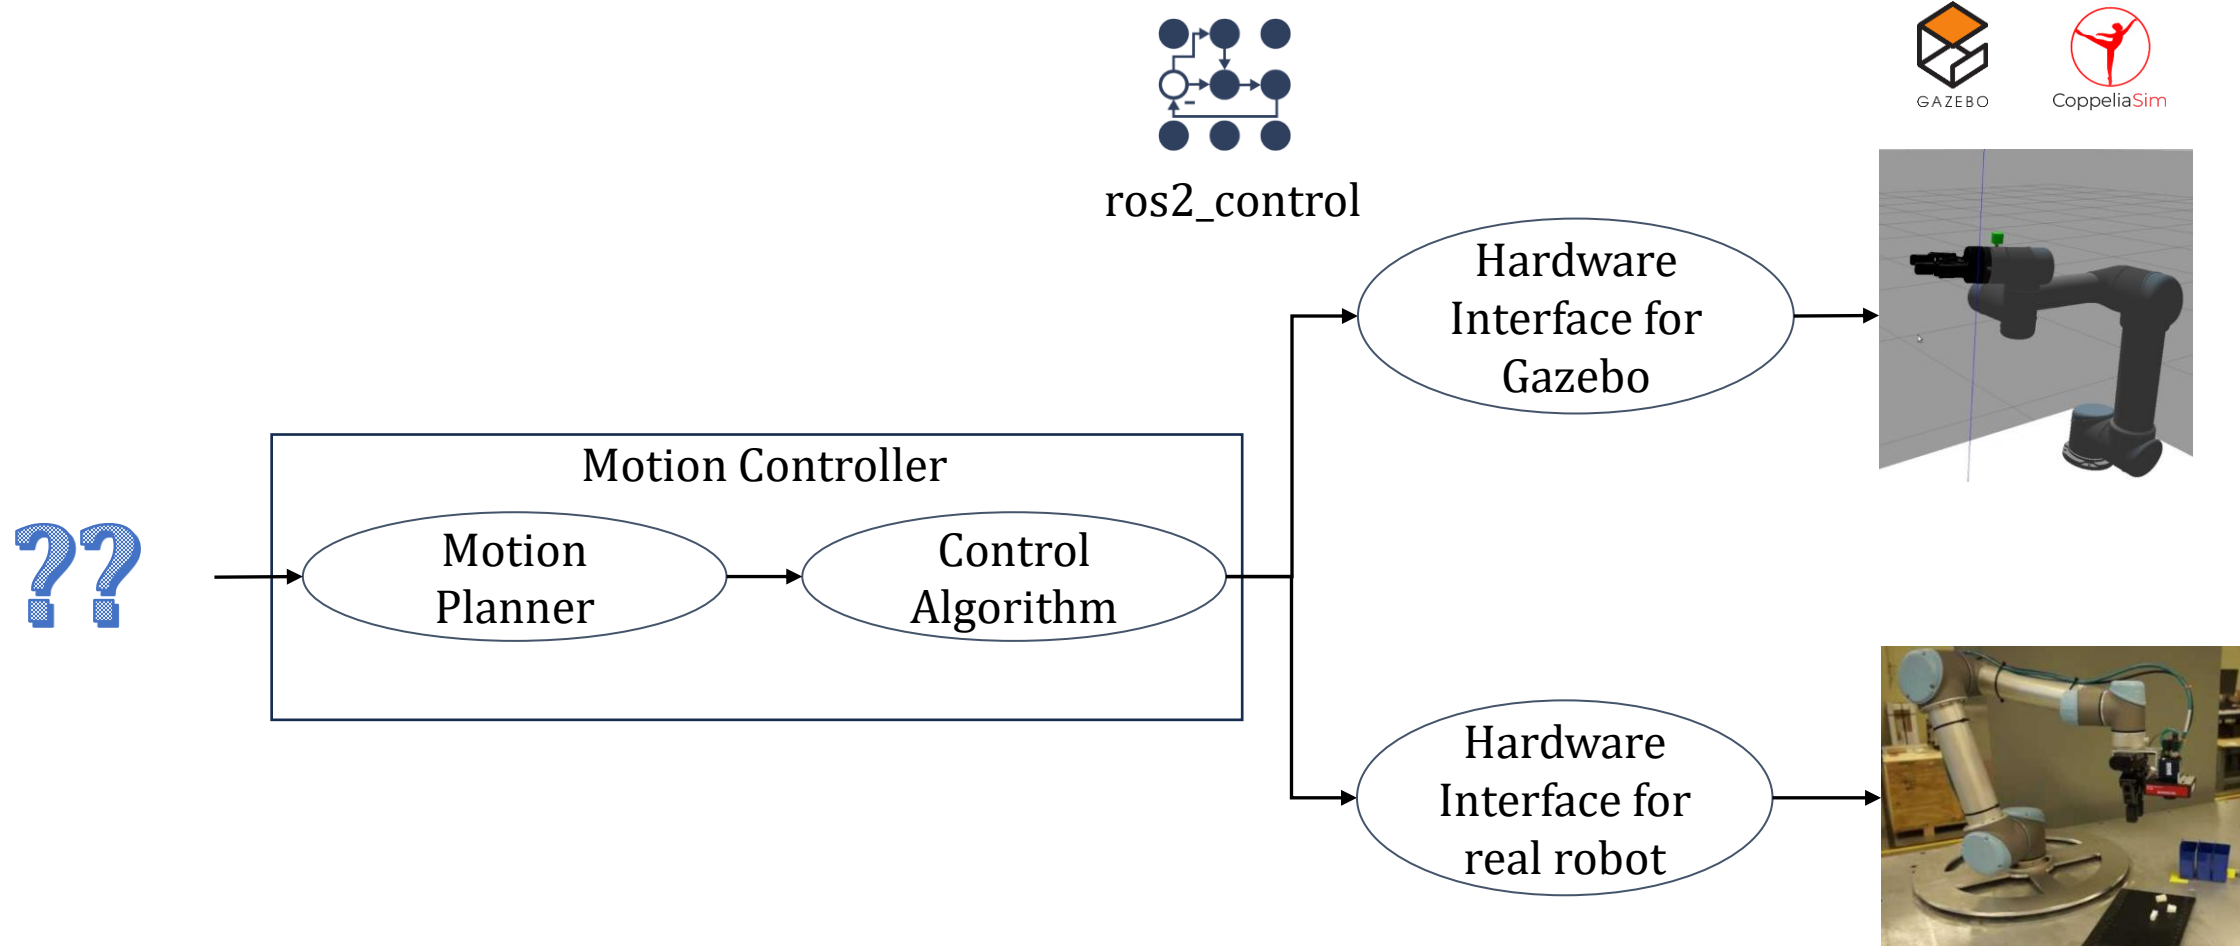 GAZEBO
CoppeliaSim
ros2_control
Hardware
Interface for
Gazebo
Motion Controller
??
Motion
Planner
Control
Algorithm
Hardware
Interface for
real robot